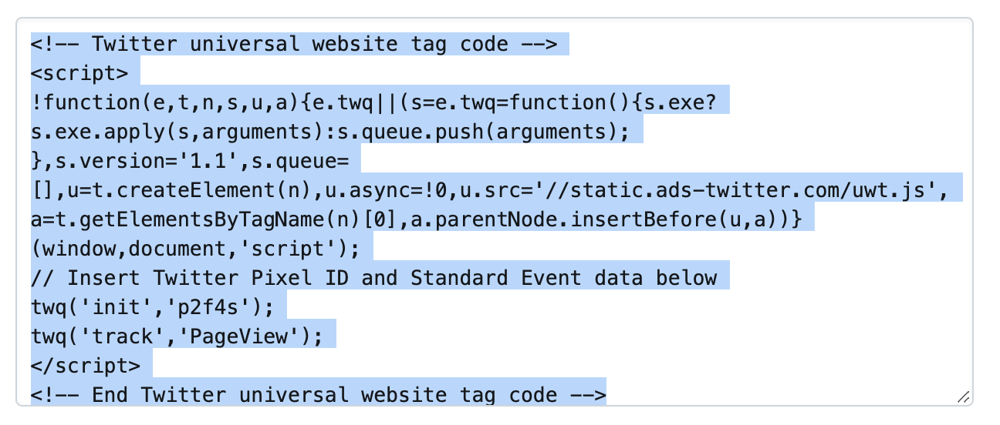 <!-- Twitter universal website tag code -->
<script>
!function(e,t,n,s,u,a){e.twq||(s=e.twq=function(){s.exe?
s.exe.apply(s,arguments):s.queue.push(arguments);
},s.version='1.1',s.queue=
[],u=t.createElement(n),u.async=!0,u.src='//static.ads-twitter.com/uwt.js',
a=t.getElementsByTagName(n)[0],a.parentNode.insertBefore(u,a))}
(window,document,'script');
// Insert Twitter Pixel ID and Standard Event data below
twq('init','p2f4s');
twq('track','PageView');
</script>
<!-- End Twitter universal website tag code -->